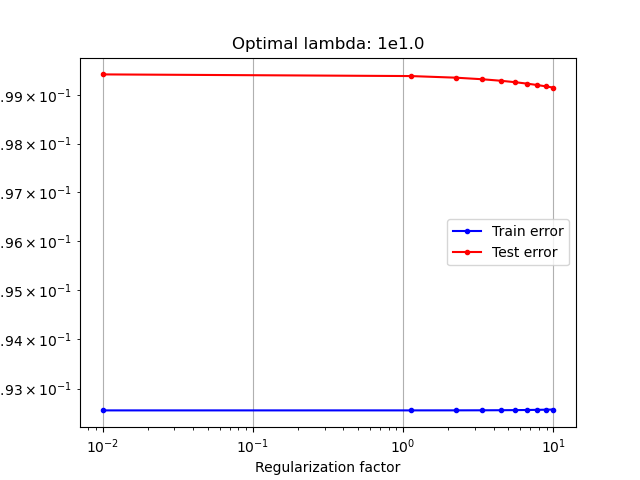 Optimal lambda: 1e1.0
.99 × 10⁻¹
.98 × 10⁻¹
.97 × 10⁻¹
.96 × 10⁻¹
.95 × 10⁻¹
.94 × 10⁻¹
.93 × 10⁻¹
Train error
Test error
10⁻² 10⁻¹ 10⁰ 10¹
Regularization factor